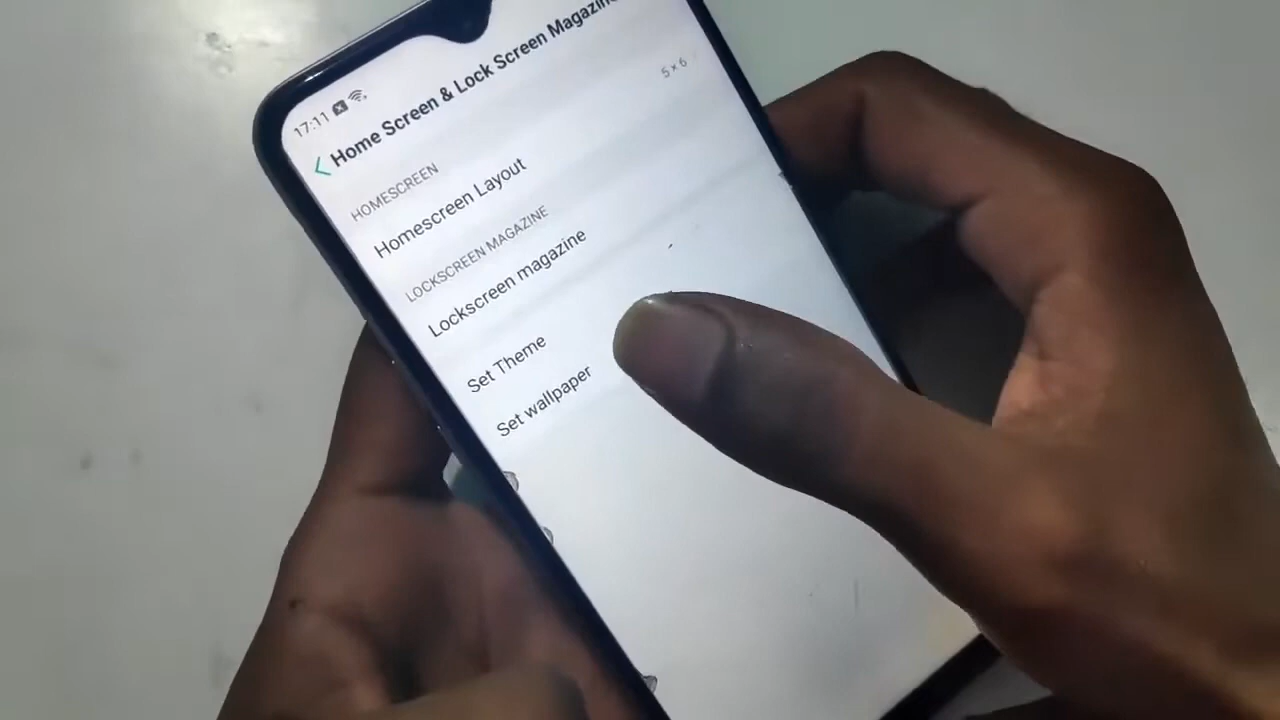 17:11
Home Screen & Lock Screen Magazine
HOMESCREEN
Homescreen Layout 5×6
LOCKSCREEN MAGAZINE
Lockscreen magazine
Set Theme
Set wallpaper